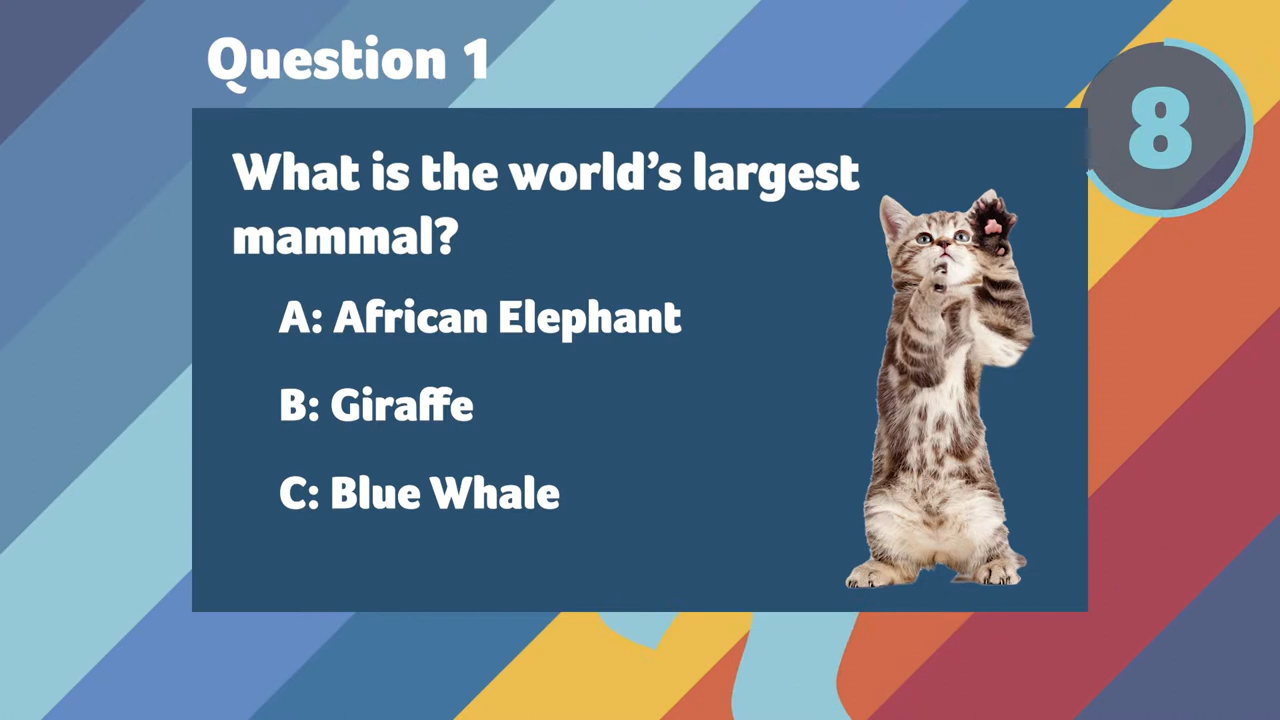 Question 1
8
What is the world’s largest
mammal?
A: African Elephant
B: Giraffe
C: Blue Whale